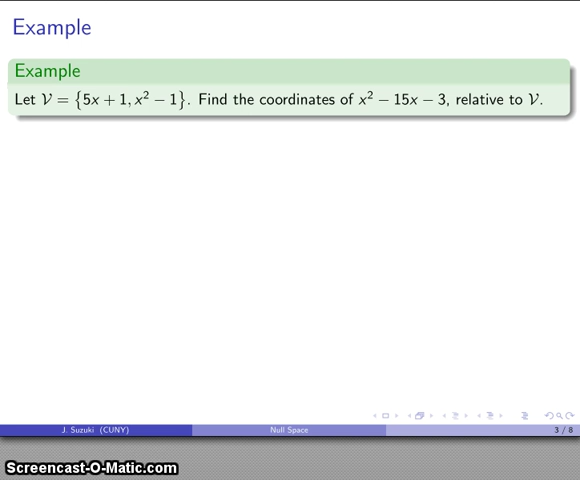 Example
Example
Let 𝒱 = {5x + 1, x² − 1}. Find the coordinates of x² − 15x − 3, relative to 𝒱.
J. Suzuki (CUNY) Null Space 3 / 8
Screencast-O-Matic.com